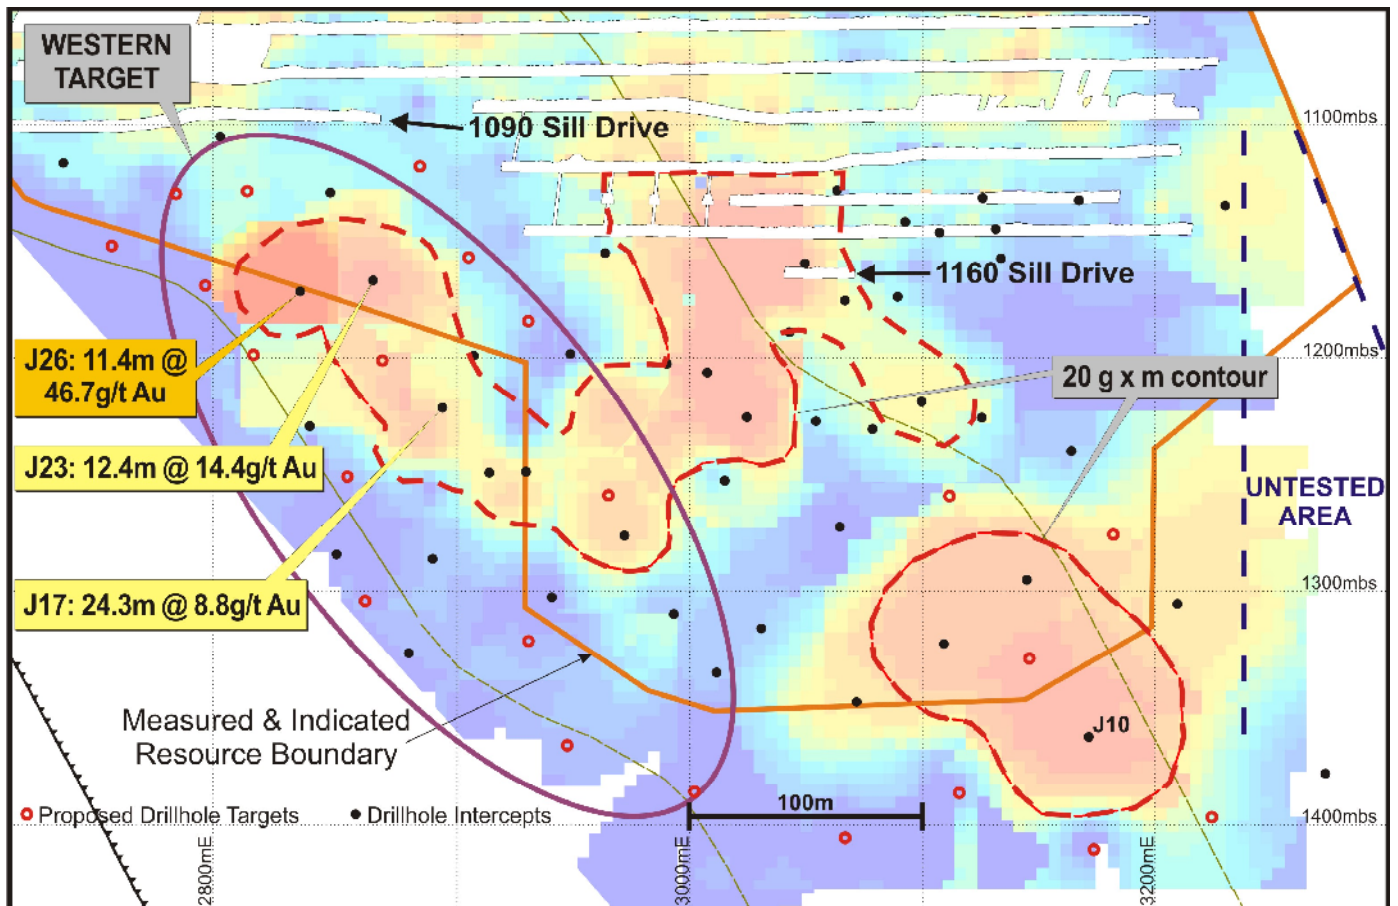 WESTERN
TARGET
1090 Sill Drive
1100mbs
1160 Sill Drive
1200mbs
J26: 11.4m @
46.7g/t Au
20 g x m contour
J23: 12.4m @ 14.4g/t Au
UNTESTED
AREA
J17: 24.3m @ 8.8g/t Au
1300mbs
Measured & Indicated
Resource Boundary
J10
Proposed Drillhole Targets
Drillhole Intercepts
100m
1400mbs
2800mE
3000mE
3200mE